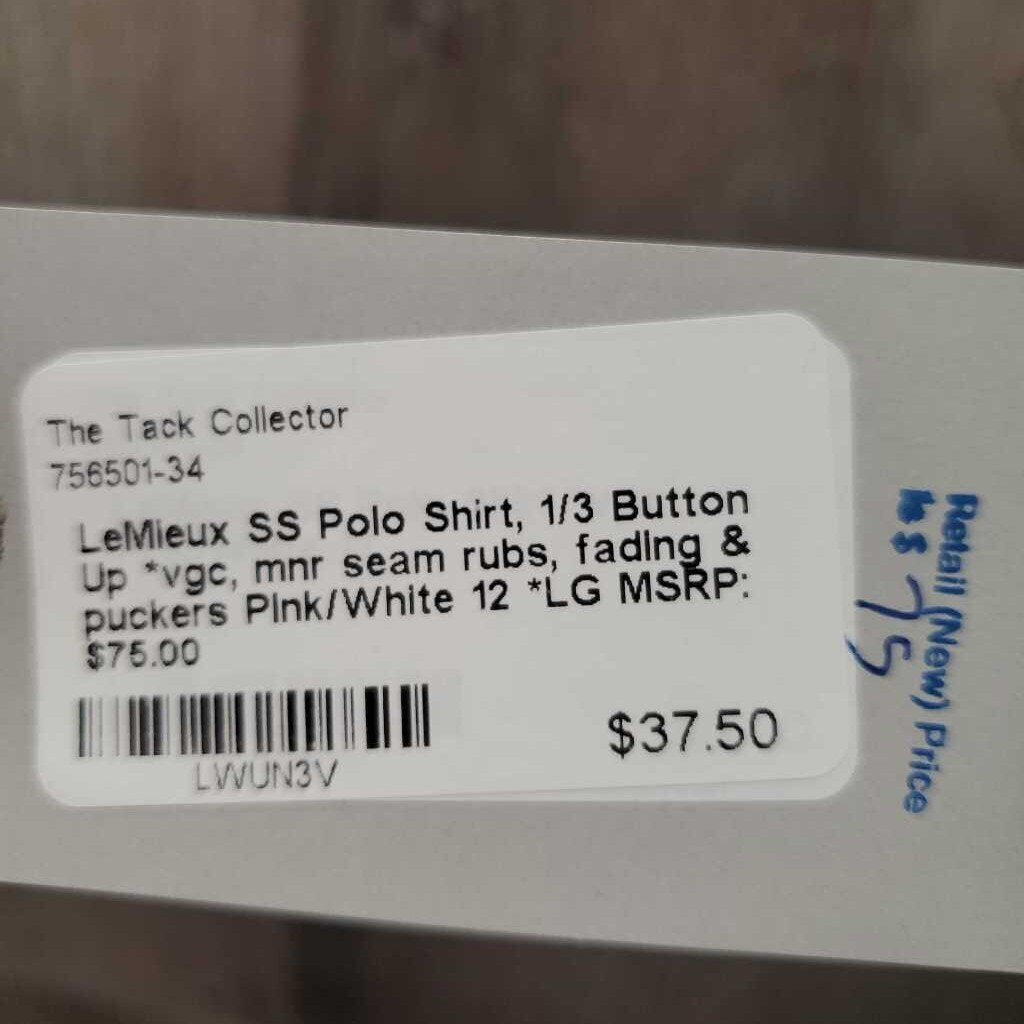 The Tack Collector
756501-34
LeMieux SS Polo Shirt, 1/3 Button
Up *vgc, mnr seam rubs, fading &
puckers Pink/White 12 *LG MSRP:
$75.00
$37.50
LWUN3V
Retail (New) Price
is $ 75